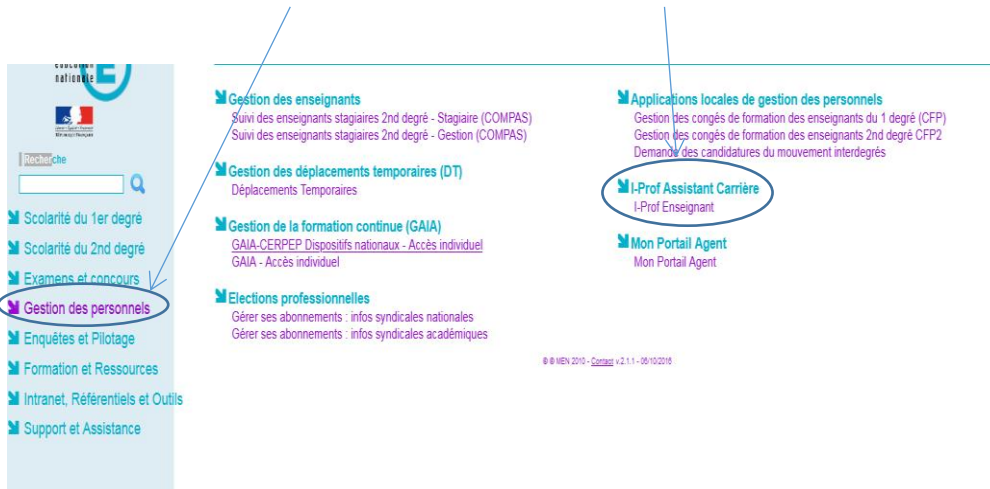 éducation
nationale
Liberté • Égalité • Fraternité
RÉPUBLIQUE FRANÇAISE
Recherche
Scolarité du 1er degré
Scolarité du 2nd degré
Examens et concours
Gestion des personnels
Enquêtes et Pilotage
Formation et Ressources
Intranet, Référentiels et Outils
Support et Assistance
Gestion des enseignants
Suivi des enseignants stagiaires 2nd degré - Stagiaire (COMPAS)
Suivi des enseignants stagiaires 2nd degré - Gestion (COMPAS)
Gestion des déplacements temporaires (DT)
Déplacements Temporaires
Gestion de la formation continue (GAIA)
GAIA-CERPEP Dispositifs nationaux - Accès individuel
GAIA - Accès individuel
Elections professionnelles
Gérer ses abonnements : infos syndicales nationales
Gérer ses abonnements : infos syndicales académiques
Applications locales de gestion des personnels
Gestion des congés de formation des enseignants du 1 degré (CFP)
Gestion des congés de formation des enseignants 2nd degré CFP2
Demande des candidatures du mouvement interdegrés
I-Prof Assistant Carrière
I-Prof Enseignant
Mon Portail Agent
Mon Portail Agent
© © MEN 2010 - Contact v.2.1.1 - 06/10/2016